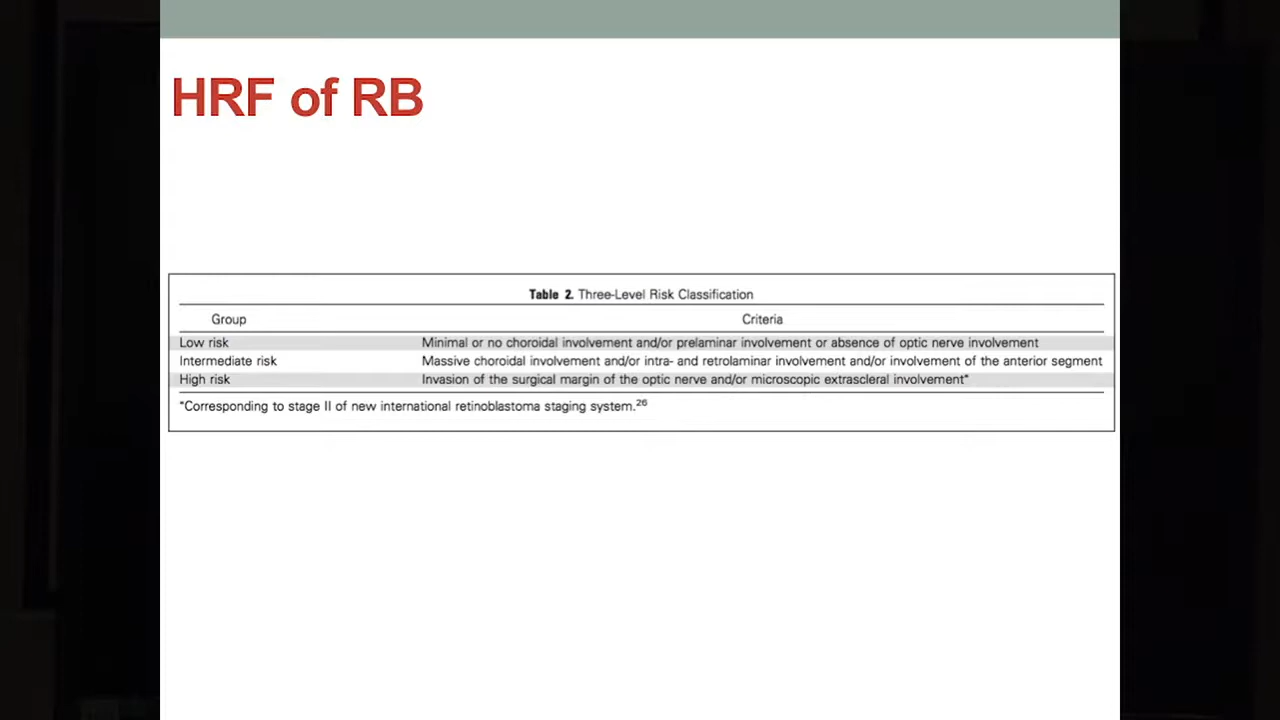 HRF of RB
Table 2. Three-Level Risk Classification
Group Criteria
Low risk Minimal or no choroidal involvement and/or prelaminar involvement or absence of optic nerve involvement
Intermediate risk Massive choroidal involvement and/or intra- and retrolaminar involvement and/or involvement of the anterior segment
High risk Invasion of the surgical margin of the optic nerve and/or microscopic extrascleral involvement*
*Corresponding to stage II of new international retinoblastoma staging system.26